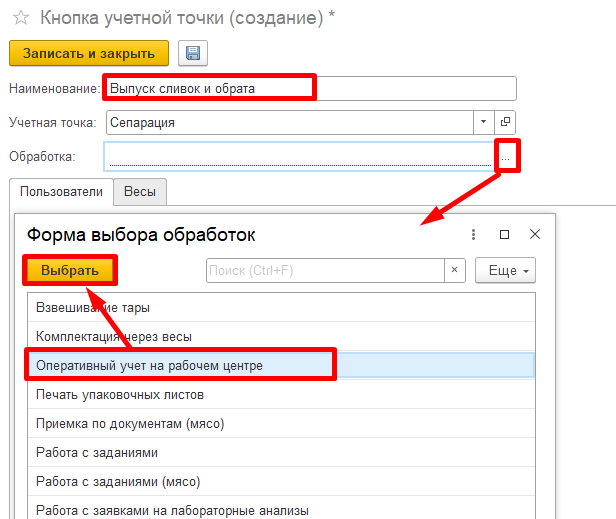 Кнопка учетной точки (создание) *
Записать и закрыть
Наименование: Выпуск сливок и обрата
Учетная точка: Сепарация
Обработка: ...
Пользователи Весы
Форма выбора обработок
Выбрать Поиск (Ctrl+F) × Еще
Взвешивание тары
Комплектация через весы
Оперативный учет на рабочем центре
Печать упаковочных листов
Приемка по документам (мясо)
Работа с заданиями
Работа с заданиями (мясо)
Работа с заявками на лабораторные анализы